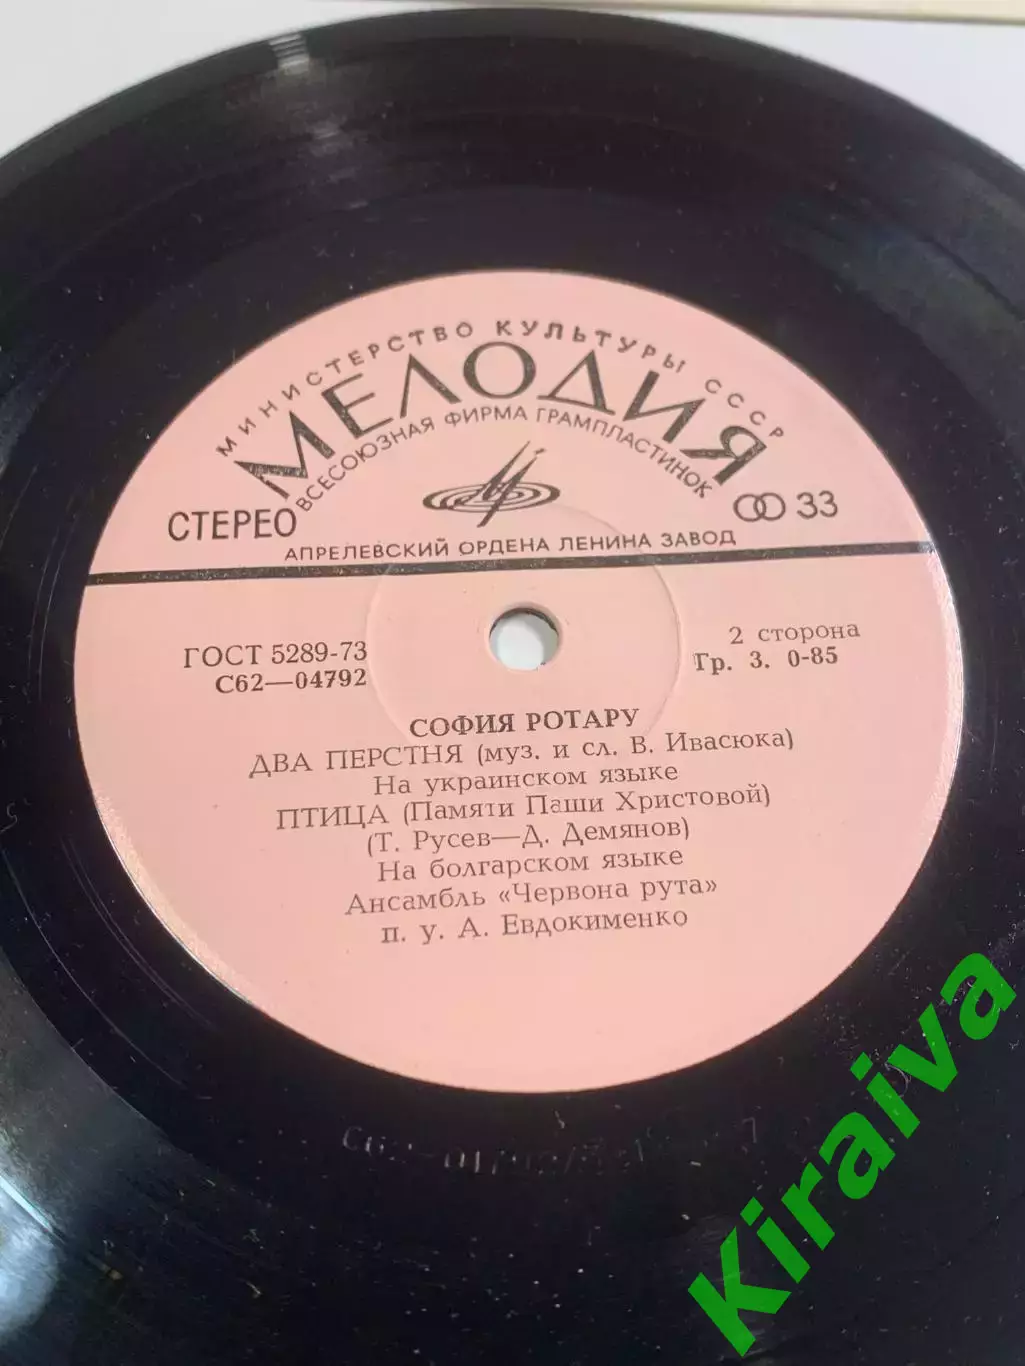 МИНИСТЕРСТВО КУЛЬТУРЫ СССР
МЕЛОДИЯ
ВСЕСОЮЗНАЯ ФИРМА ГРАМПЛАСТИНОК
СТЕРЕО
33
АПРЕЛЕВСКИЙ ОРДЕНА ЛЕНИНА ЗАВОД
ГОСТ 5289-73
2 сторона
С62—04792
Гр. 3. 0-85
СОФИЯ РОТАРУ
ДВА ПЕРСТНЯ (муз. и сл. В. Ивасюка)
На украинском языке
ПТИЦА (Памяти Паши Христовой)
(Т. Русев—Д. Демянов)
На болгарском языке
Ансамбль «Червона рута»
п. у. А. Евдокименко
Kiraiva